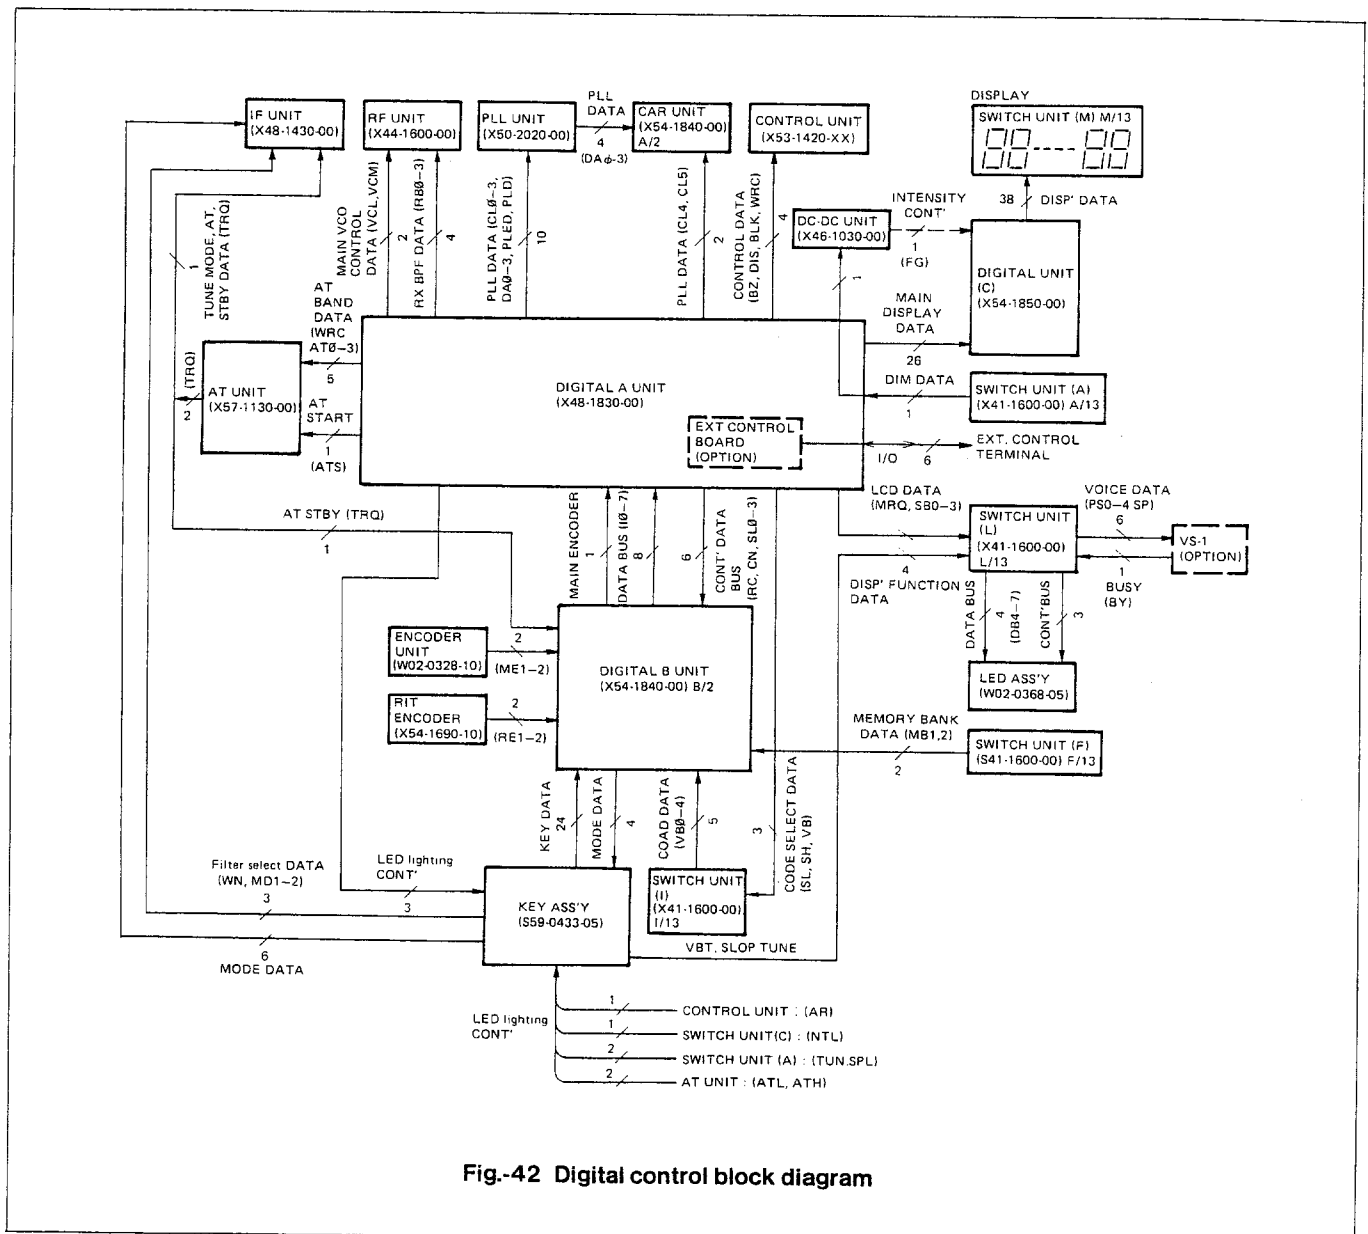 IF UNIT
(X48-1430-00)
RF UNIT
(X44-1600-00)
PLL UNIT
(X50-2020-00)
PLL
DATA
4
(DAϕ-3)
CAR UNIT
(X54-1840-00)
A/2
CONTROL UNIT
(X53-1420-XX)
DISPLAY
SWITCH UNIT (M) M/13
38
DISP' DATA
1
TUNE MODE, AT,
STBY DATA (TRQ)
MAIN VCO
CONTROL
DATA (VCL,VCM)
2
RX BPF DATA (RB0-3)
4
PLL DATA (CLØ-3,
DAØ-3, PLED, PLD)
10
PLL DATA (CL4, CL5)
2
CONTROL DATA
(BZ, DIS, BLK, WRC)
4
DC-DC UNIT
(X46-1030-00)
INTENSITY
CONT'
1
(FG)
1
DIGITAL UNIT
(C)
(X54-1850-00)
AT
BAND
DATA
(WRC
ATØ-3)
5
MAIN
DISPLAY
DATA
26
(TRQ)
2
AT UNIT
(X57-1130-00)
AT
START
1
(ATS)
DIGITAL A UNIT
(X48-1830-00)
DIM DATA
1
SWITCH UNIT (A)
(X41-1600-00) A/13
EXT CONTROL
BOARD
(OPTION)
I/O
6
EXT. CONTROL
TERMINAL
AT STBY (TRQ)
1
MAIN ENCODER
1
DATA BUS (IØ-7)
8
6
CONT' DATA
BUS
(RC, CN, SLØ-3)
LCD DATA
(MRQ, SB0-3)
4
DISP' FUNCTION
DATA
SWITCH UNIT
(L)
(X41-1600-00)
L/13
VOICE DATA
(PS0-4 SP)
6
VS-1
(OPTION)
1
BUSY
(BY)
DATA BUS
4
(DB4-7)
CONT'BUS
3
LED ASS'Y
(W02-0368-05)
ENCODER
UNIT
(W02-0328-10)
2
(ME1-2)
RIT
ENCODER
(X54-1690-10)
2
(RE1-2)
DIGITAL B UNIT
(X54-1840-00) B/2
MEMORY BANK
DATA (MB1,2)
2
SWITCH UNIT (F)
(S41-1600-00) F/13
KEY DATA
24
MODE DATA
4
COAD DATA
(VBØ-4)
5
3
CODE SELECT DATA
(SL, SH, VB)
Filter select DATA
(WN, MD1~2)
3
LED lighting
CONT'
3
KEY ASS'Y
(S59-0433-05)
SWITCH UNIT
(I)
(X41-1600-00)
I/13
6
MODE DATA
VBT, SLOP TUNE
LED lighting
CONT'
1
CONTROL UNIT : (AR)
1
SWITCH UNIT(C) : (NTL)
2
SWITCH UNIT (A) : (TUN.SPL)
2
AT UNIT : (ATL, ATH)
Fig.-42 Digital control block diagram